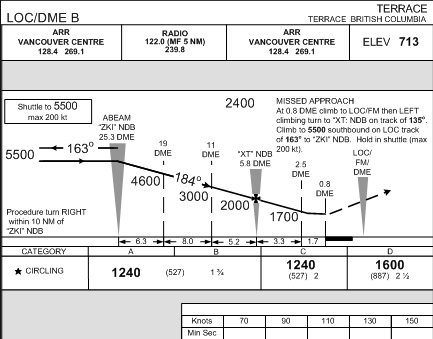 LOC/DME B
TERRACE
TERRACE BRITISH COLUMBIA
ARR
VANCOUVER CENTRE
128.4 269.1
RADIO
122.0 (MF 5 NM)
239.8
ARR
VANCOUVER CENTRE
128.4 269.1
ELEV 713
Shuttle to 5500
max 200 kt
2400
MISSED APPROACH
At 0.8 DME climb to LOC/FM then LEFT
climbing turn to "XT: NDB on track of 135°.
Climb to 5500 southbound on LOC track
of 163° to "ZKI" NDB. Hold in shuttle (max
200 kt).
ABEAM
"ZKI" NDB
25.3 DME
163°
5500
19
DME
11
DME
"XT" NDB
5.8 DME
2.5
DME
0.8
DME
LOC/
FM/
DME
4600
184°
3000
2000
1700
Procedure turn RIGHT
within 10 NM of
"ZKI" NDB
6.3 8.0 5.2 3.3 1.7
CATEGORY A B C D
★ CIRCLING 1240 (527) 1 ¾ 1240 (527) 2 1600 (887) 2 ½
Knots 70 90 110 130 150
Min Sec